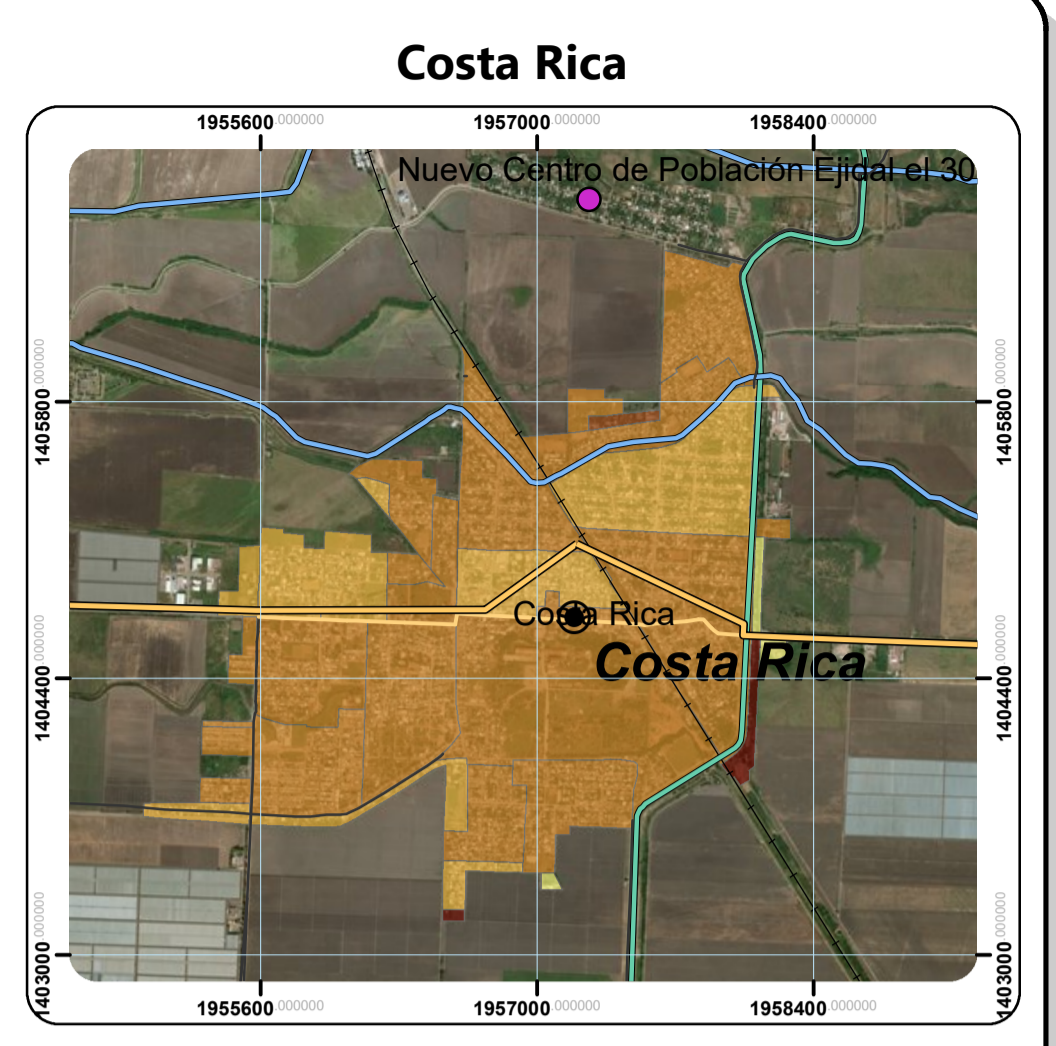 Costa Rica
1955600.000000 1957000.000000 1958400.000000
Nuevo Centro de Población Ejidal el 30
1405800.000000 1405800.000000
Costa Rica
Costa Rica
1404400.000000 1404400.000000
1403000.000000 1403000.000000
1955600.000000 1957000.000000 1958400.000000